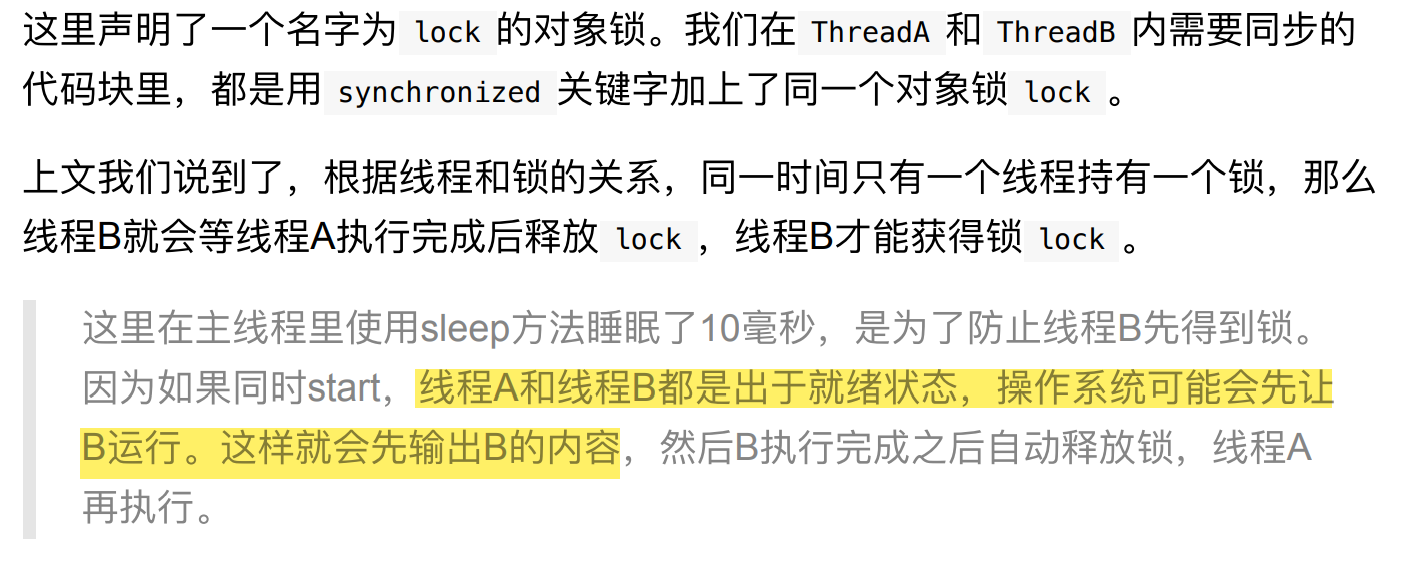 这里声明了一个名字为 lock 的对象锁。我们在 ThreadA 和 ThreadB 内需要同步的
代码块里，都是用 synchronized 关键字加上了同一个对象锁 lock 。
上文我们说到了，根据线程和锁的关系，同一时间只有一个线程持有一个锁，那么
线程B就会等线程A执行完成后释放 lock ，线程B才能获得锁 lock 。
这里在主线程里使用sleep方法睡眠了10毫秒，是为了防止线程B先得到锁。
因为如果同时start，线程A和线程B都是出于就绪状态，操作系统可能会先让
B运行。这样就会先输出B的内容，然后B执行完成之后自动释放锁，线程A
再执行。